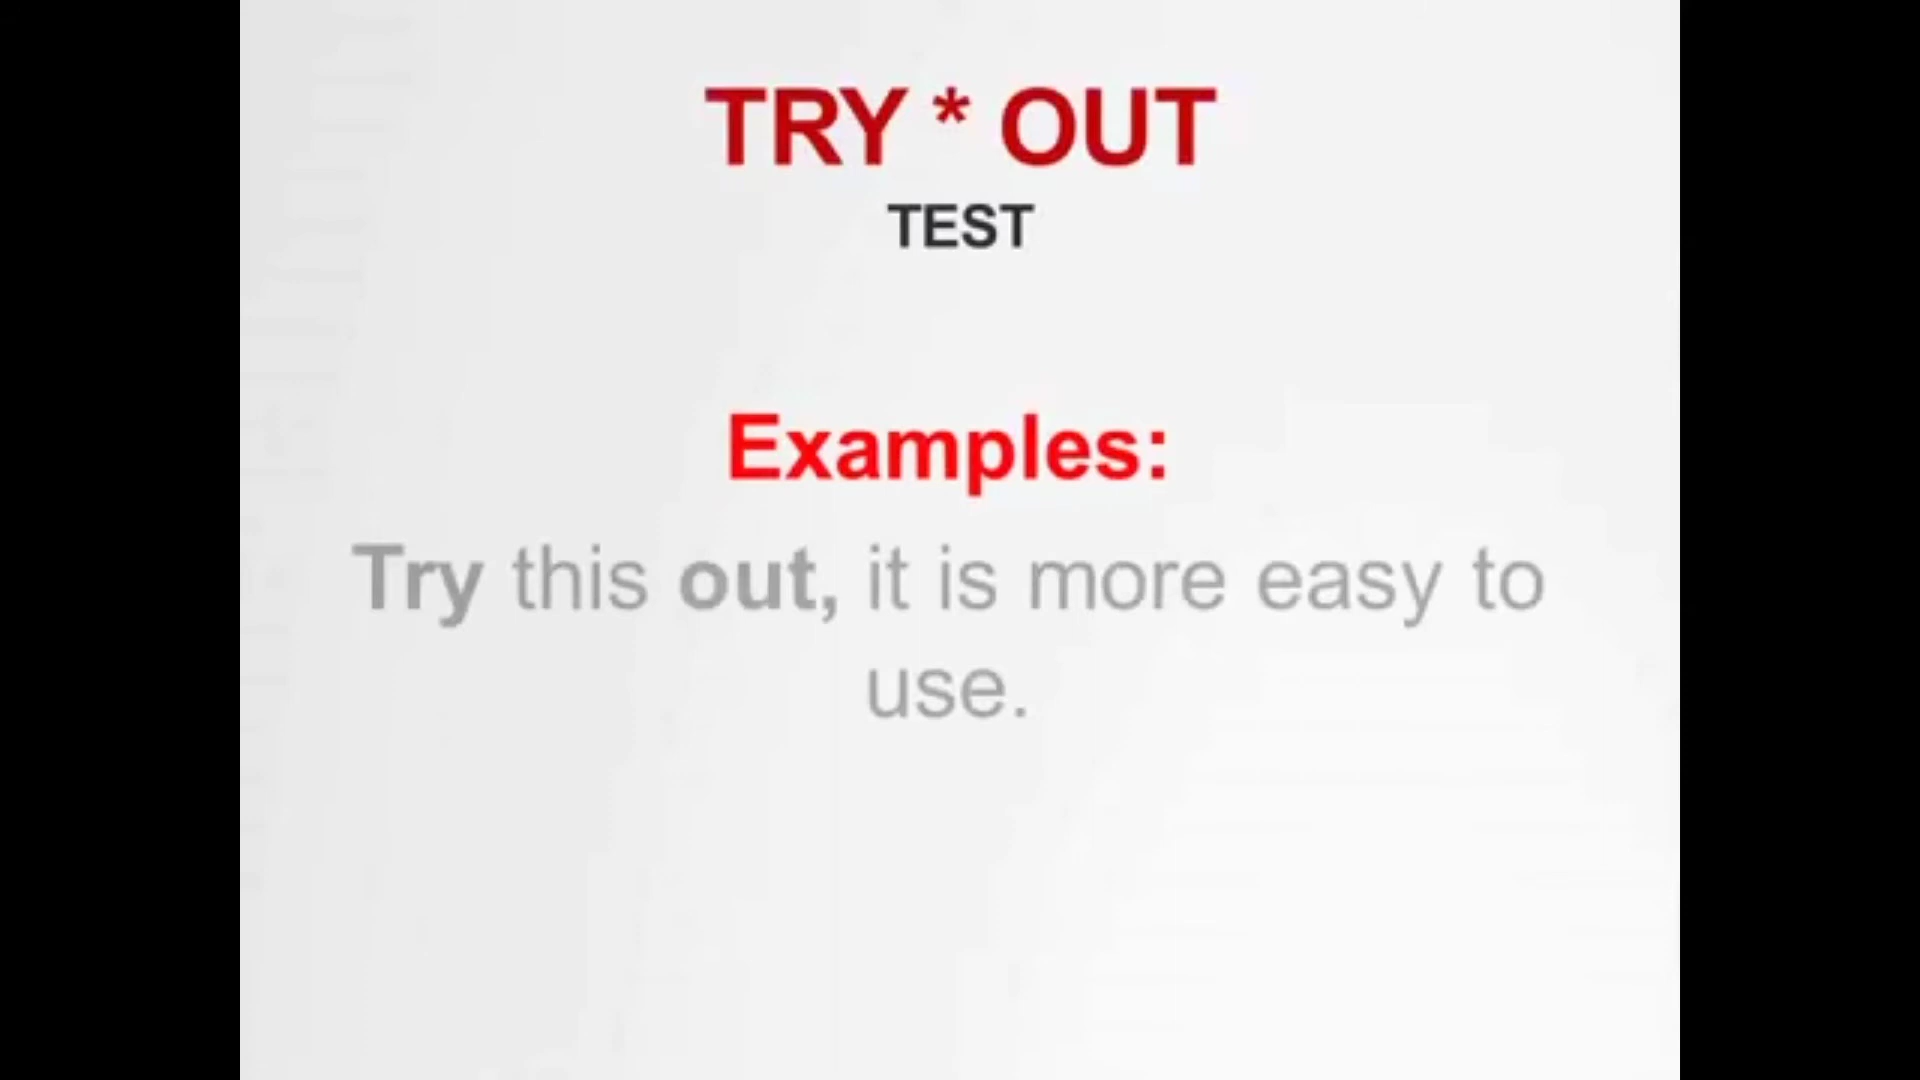 TRY * OUT
TEST
Examples:
Try this out, it is more easy to
use.